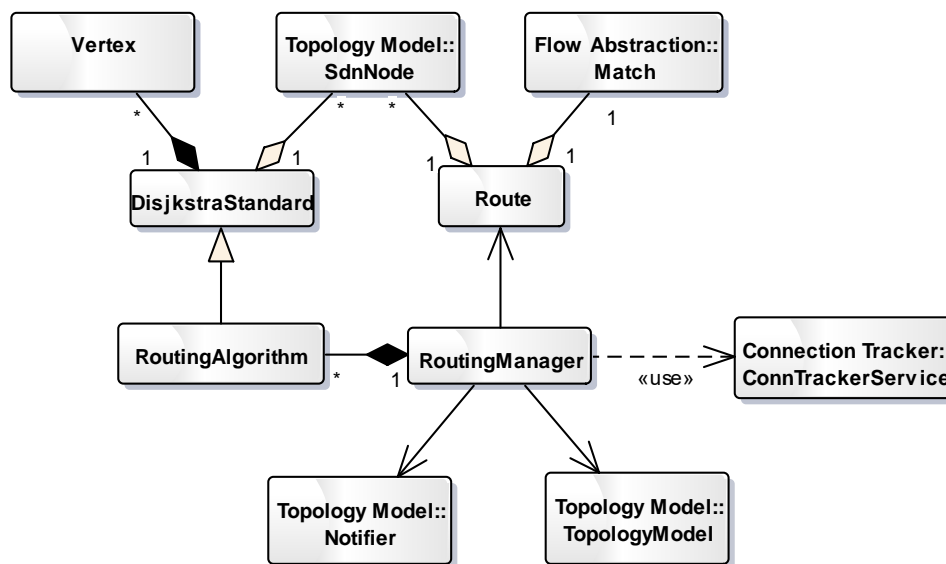 Vertex
Topology Model::
SdnNode
Flow Abstraction::
Match
*
*
*
1
1
1
1
1
DisjkstraStandard
Route
RoutingAlgorithm
*
1
RoutingManager
«use»
Connection Tracker::
ConnTrackerService
Topology Model::
Notifier
Topology Model::
TopologyModel